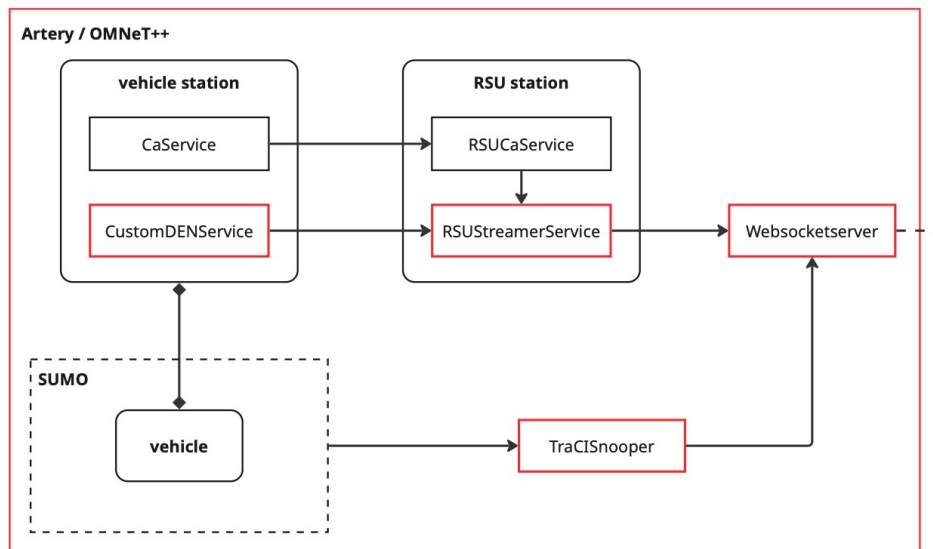 Artery / OMNeT++
vehicle station
RSU station
CaService
RSUCaService
CustomDENService
RSUStreamerService
Websocketserver
SUMO
vehicle
TraCISnooper